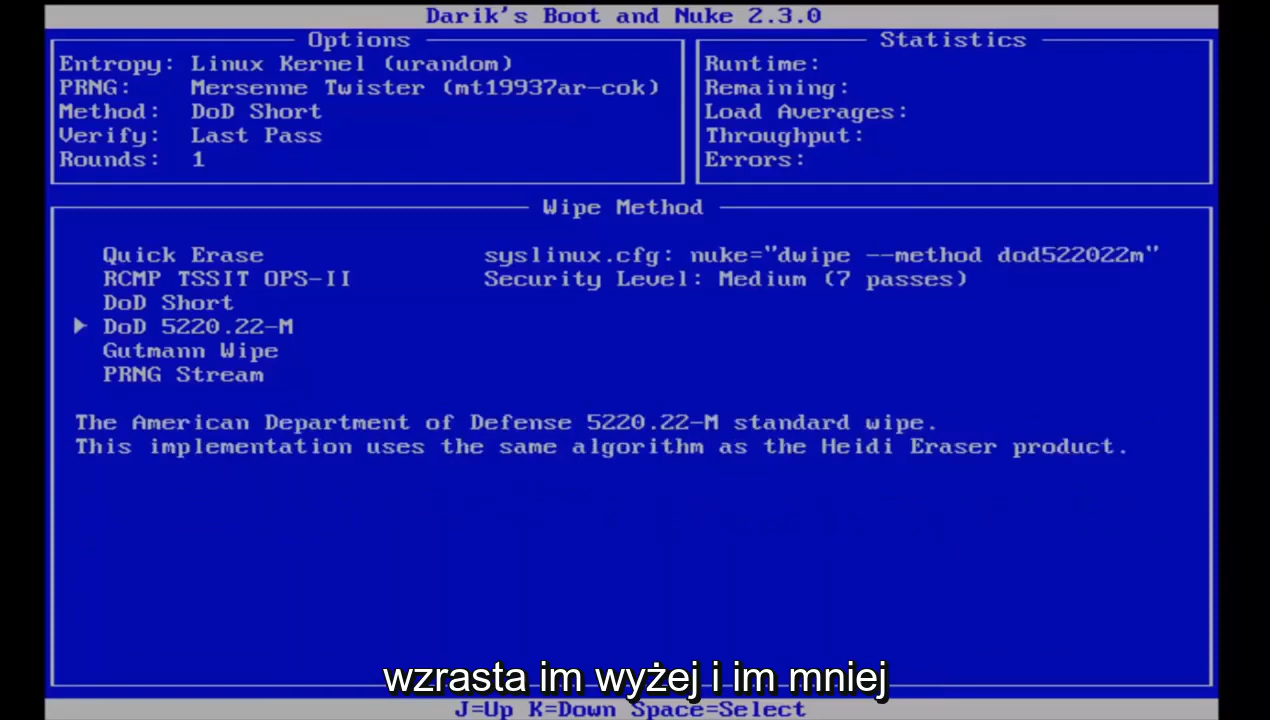 Darik's Boot and Nuke 2.3.0
Options
Entropy: Linux Kernel (urandom)
PRNG: Mersenne Twister (mt19937ar-cok)
Method: DoD Short
Verify: Last Pass
Rounds: 1
Statistics
Runtime:
Remaining:
Load Averages:
Throughput:
Errors:
Wipe Method
Quick Erase
RCMP TSSIT OPS-II
DoD Short
DoD 5220.22-M
Gutmann Wipe
PRNG Stream
syslinux.cfg: nuke="dwipe --method dod522022m"
Security Level: Medium (7 passes)
The American Department of Defense 5220.22-M standard wipe.
This implementation uses the same algorithm as the Heidi Eraser product.
wzrasta im wyżej i im mniej
J=Up K=Down Space=Select